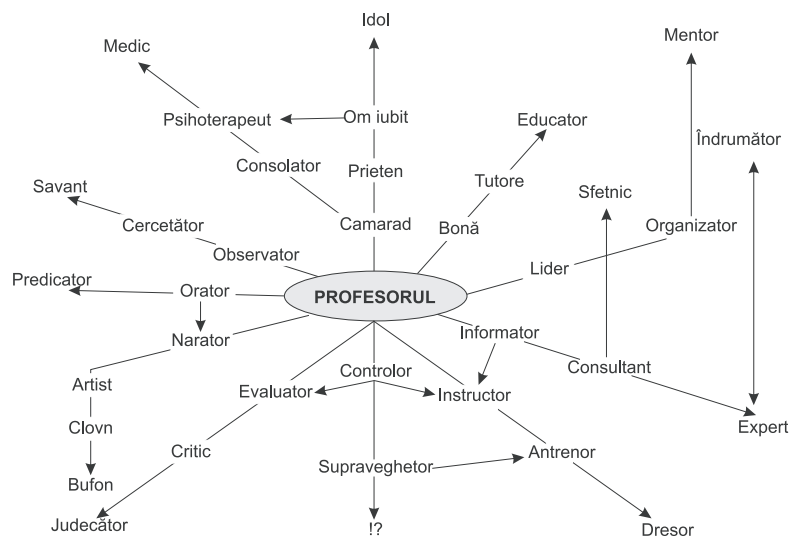 Idol
Medic
Mentor
Psihoterapeut
Om iubit
Educator
Îndrumător
Consolator
Prieten
Tutore
Savant
Sfetnic
Cercetător
Camarad
Bonă
Organizator
Observator
Lider
Predicator
Orator
PROFESORUL
Narator
Informator
Controlor
Consultant
Artist
Evaluator
Instructor
Clovn
Expert
Critic
Supraveghetor
Antrenor
Bufon
Judecător
!?
Dresor